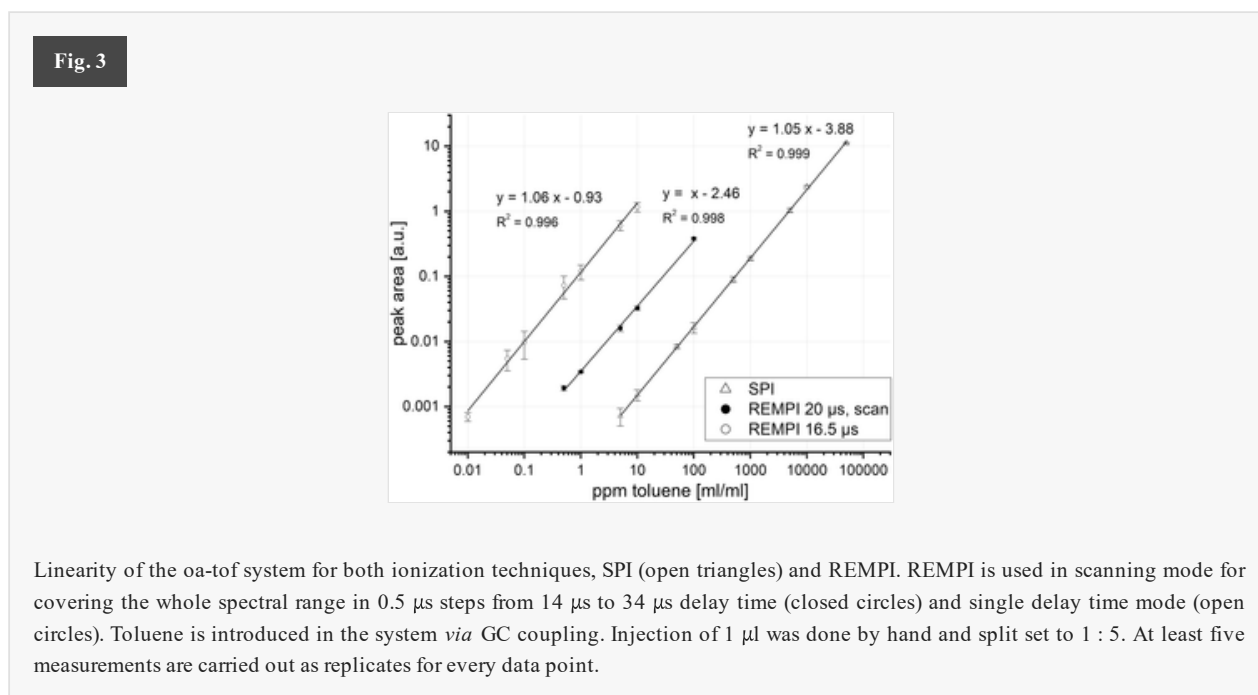 Fig. 3
y = 1.05 x - 3.88
R² = 0.999
y = 1.06 x - 0.93
R² = 0.996
y = x - 2.46
R² = 0.998
peak area [a.u.]
10
1
0.1
0.01
0.001
SPI
REMPI 20 µs, scan
REMPI 16.5 µs
0.01 0.1 1 10 100 1000 10000 100000
ppm toluene [ml/ml]
Linearity of the oa-tof system for both ionization techniques, SPI (open triangles) and REMPI. REMPI is used in scanning mode for
covering the whole spectral range in 0.5 µs steps from 14 µs to 34 µs delay time (closed circles) and single delay time mode (open
circles). Toluene is introduced in the system via GC coupling. Injection of 1 µl was done by hand and split set to 1 : 5. At least five
measurements are carried out as replicates for every data point.